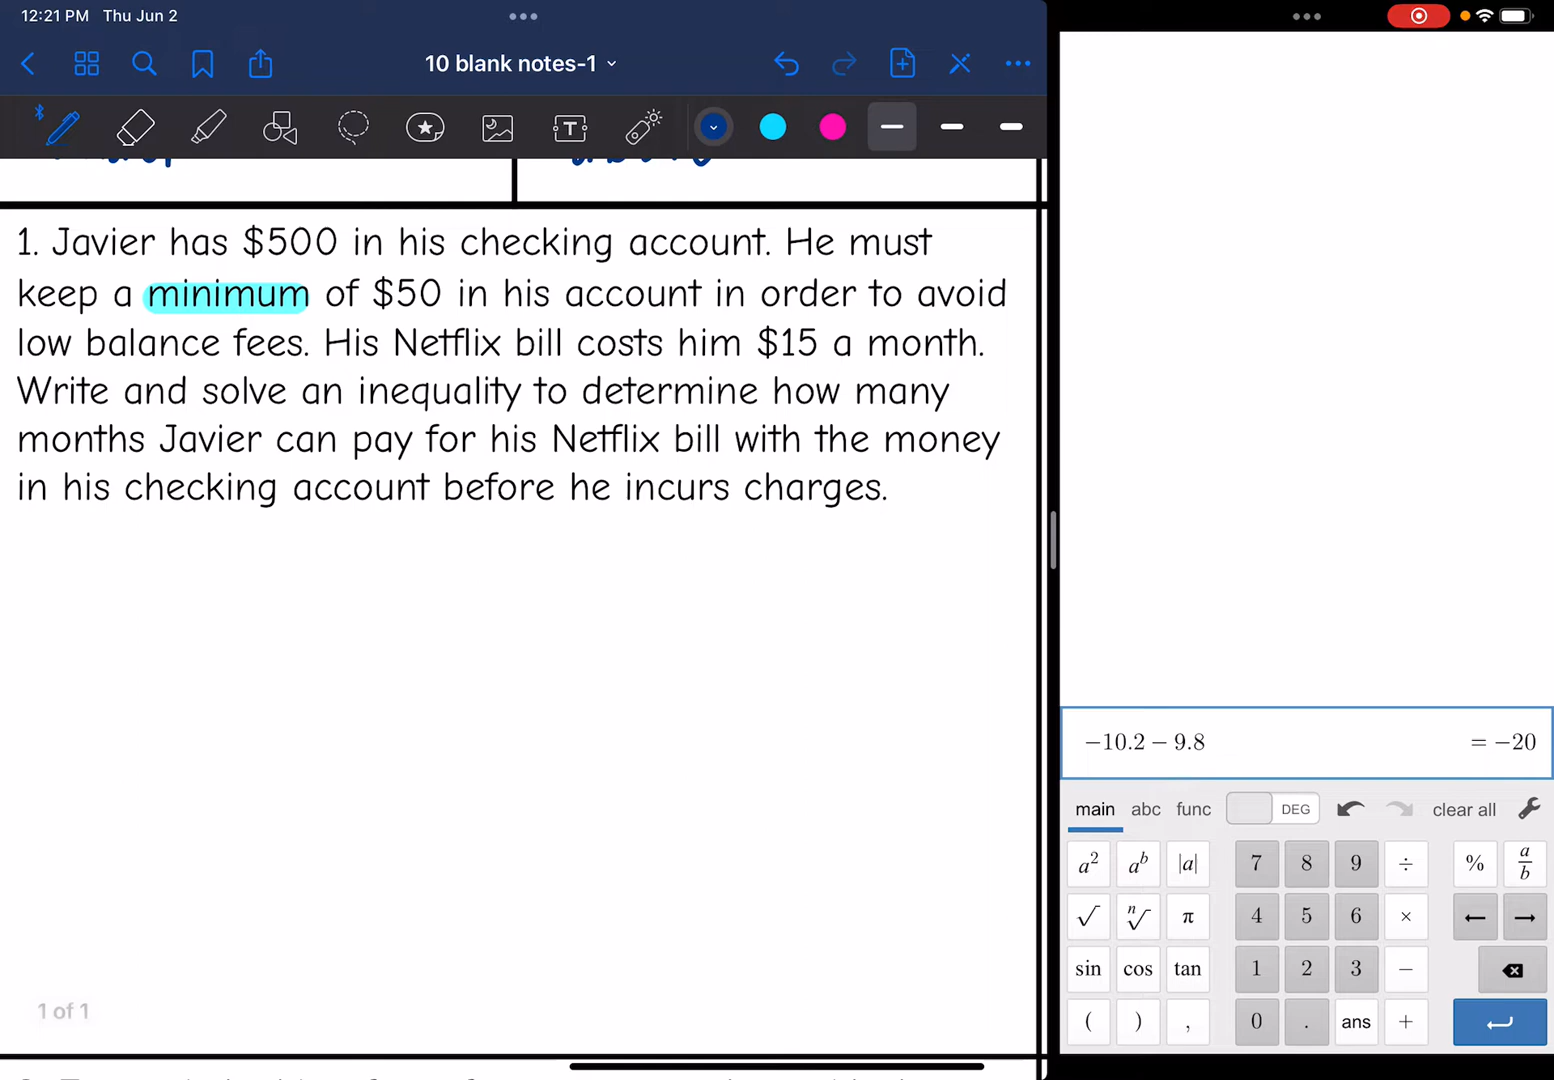 12:21 PM Thu Jun 2
10 blank notes-1
1. Javier has $500 in his checking account. He must
keep a minimum of $50 in his account in order to avoid
low balance fees. His Netflix bill costs him $15 a month.
Write and solve an inequality to determine how many
months Javier can pay for his Netflix bill with the money
in his checking account before he incurs charges.
1 of 1
−10.2 − 9.8 = −20
main abc func DEG clear all
a² aᵇ |a| 7 8 9 ÷ % a/b
√ ⁿ√ π 4 5 6 × ← →
sin cos tan 1 2 3 −
( ) , 0 . ans +